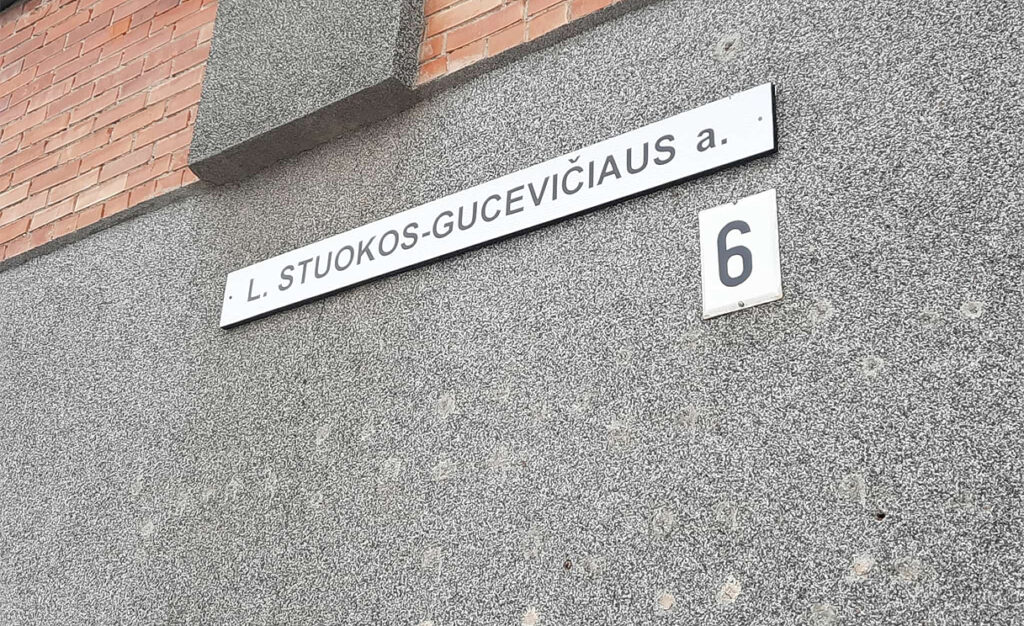 L. STUOKOS-GUCEVIČIAUS a.
6